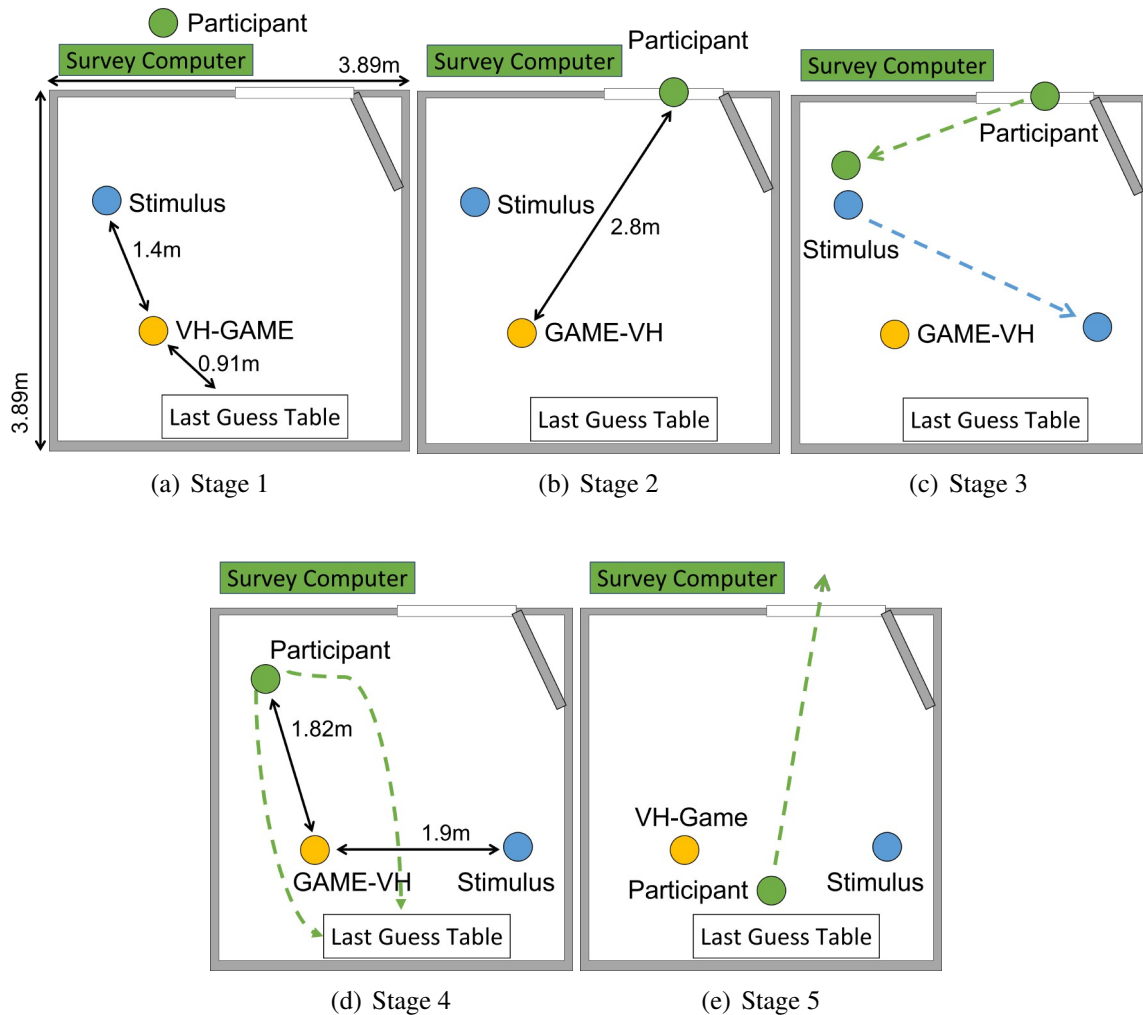 Participant
Survey Computer
3.89m
3.89m
Stimulus
1.4m
VH-GAME
0.91m
Last Guess Table
(a) Stage 1
Participant
Survey Computer
Stimulus
2.8m
GAME-VH
Last Guess Table
(b) Stage 2
Survey Computer
Participant
Stimulus
GAME-VH
Last Guess Table
(c) Stage 3
Survey Computer
Participant
1.82m
1.9m
GAME-VH
Stimulus
Last Guess Table
(d) Stage 4
Survey Computer
VH-Game
Participant
Stimulus
Last Guess Table
(e) Stage 5